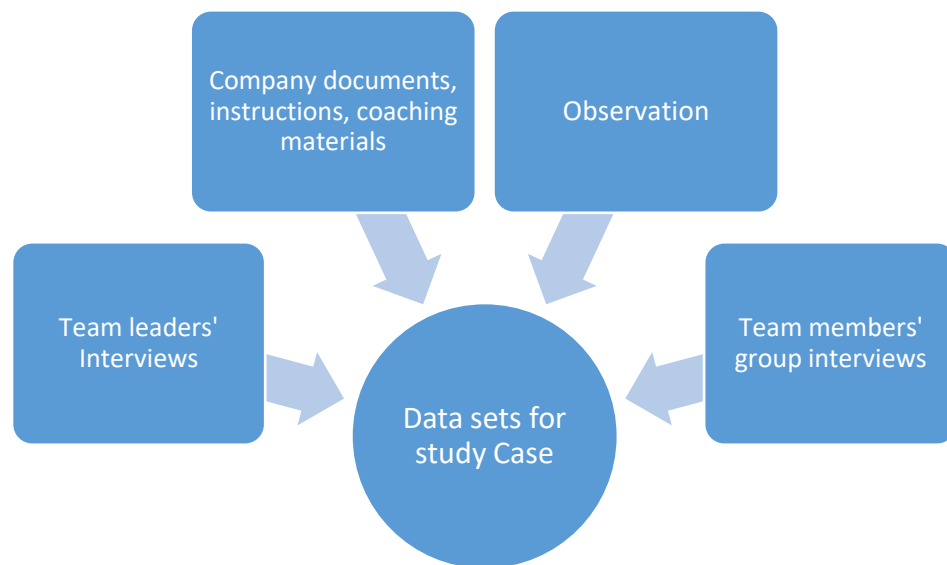 Company documents,
instructions, coaching
materials
Observation
Team leaders'
Interviews
Team members'
group interviews
Data sets for
study Case